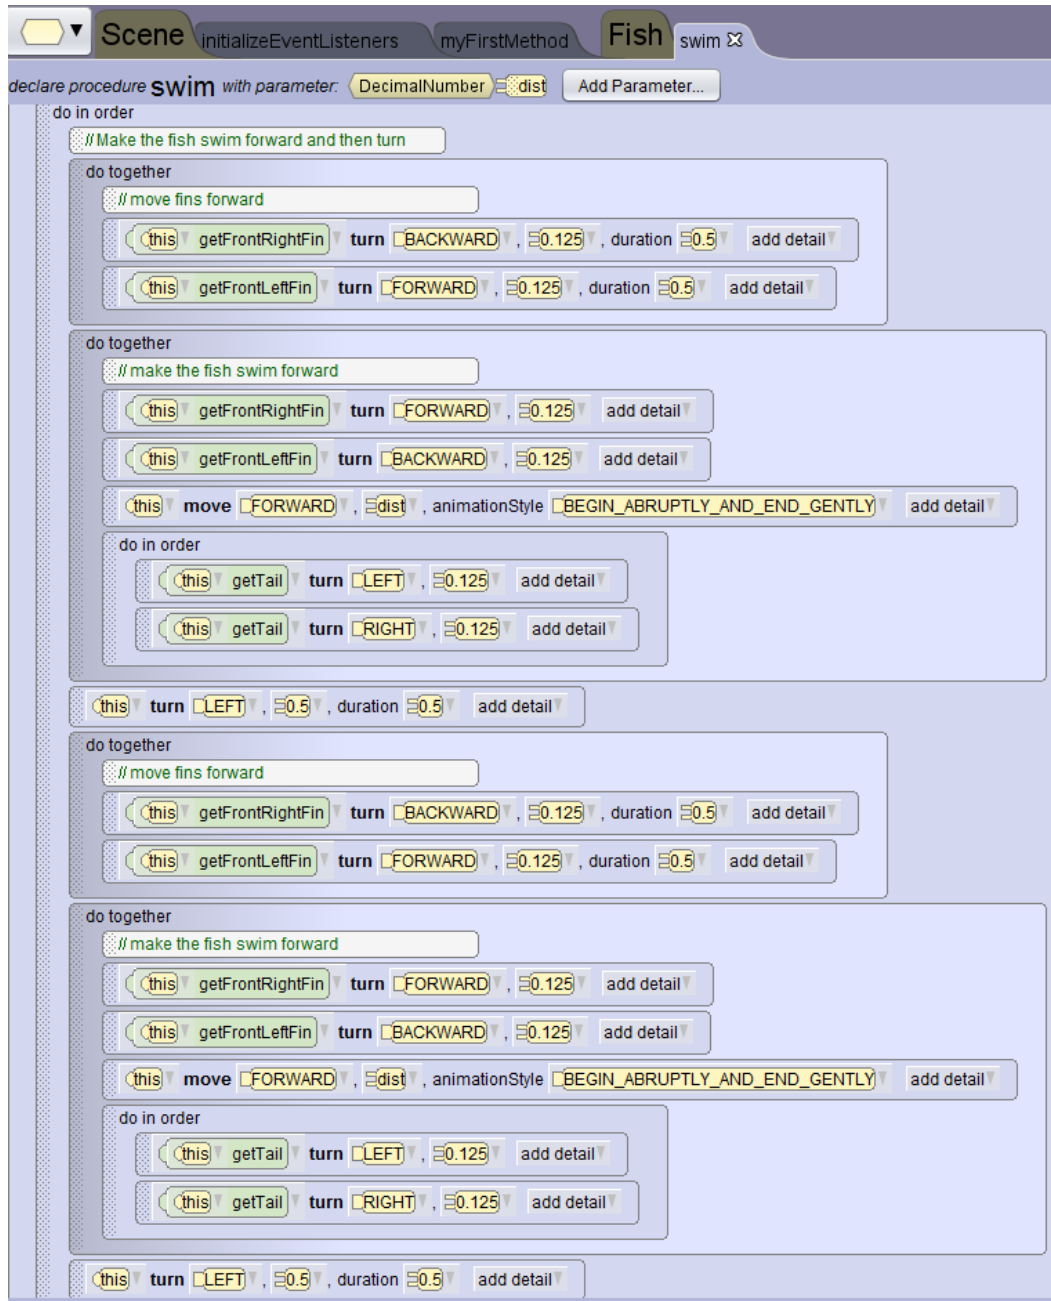 Scene initializeEventListeners myFirstMethod Fish swim
declare procedure swim with parameter: DecimalNumber dist Add Parameter...
do in order
// Make the fish swim forward and then turn
do together
// move fins forward
this getFrontRightFin turn BACKWARD , 0.125 , duration 0.5 add detail
this getFrontLeftFin turn FORWARD , 0.125 , duration 0.5 add detail
do together
// make the fish swim forward
this getFrontRightFin turn FORWARD , 0.125 add detail
this getFrontLeftFin turn BACKWARD , 0.125 add detail
this move FORWARD , dist , animationStyle BEGIN_ABRUPTLY_AND_END_GENTLY add detail
do in order
this getTail turn LEFT , 0.125 add detail
this getTail turn RIGHT , 0.125 add detail
this turn LEFT , 0.5 , duration 0.5 add detail
do together
// move fins forward
this getFrontRightFin turn BACKWARD , 0.125 , duration 0.5 add detail
this getFrontLeftFin turn FORWARD , 0.125 , duration 0.5 add detail
do together
// make the fish swim forward
this getFrontRightFin turn FORWARD , 0.125 add detail
this getFrontLeftFin turn BACKWARD , 0.125 add detail
this move FORWARD , dist , animationStyle BEGIN_ABRUPTLY_AND_END_GENTLY add detail
do in order
this getTail turn LEFT , 0.125 add detail
this getTail turn RIGHT , 0.125 add detail
this turn LEFT , 0.5 , duration 0.5 add detail